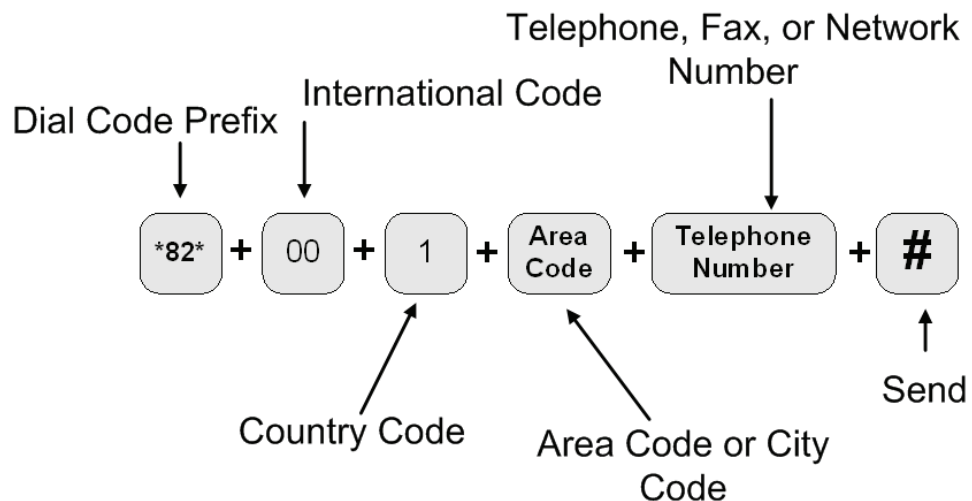 Telephone, Fax, or Network
Number
International Code
Dial Code Prefix
*82* + 00 + 1 + Area Code + Telephone Number + #
Send
Country Code
Area Code or City
Code